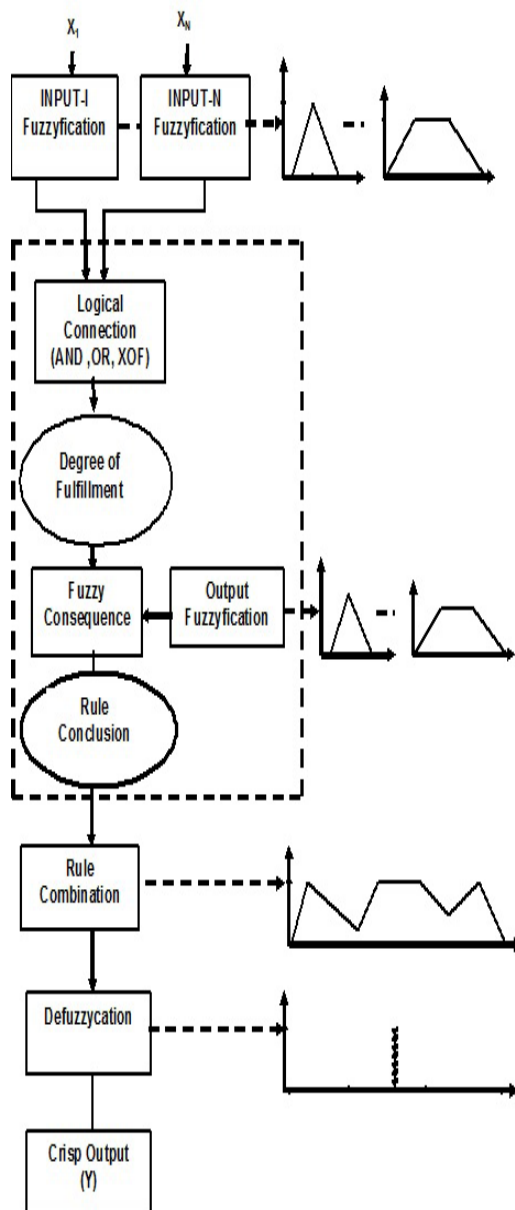 X1
XN
INPUT-I
Fuzzyfication
INPUT-N
Fuzzyfication
Logical
Connection
(AND ,OR, XOF)
Degree of
Fulfillment
Fuzzy
Consequence
Output
Fuzzyfication
Rule
Conclusion
Rule
Combination
Defuzzycation
Crisp Output
(Y)